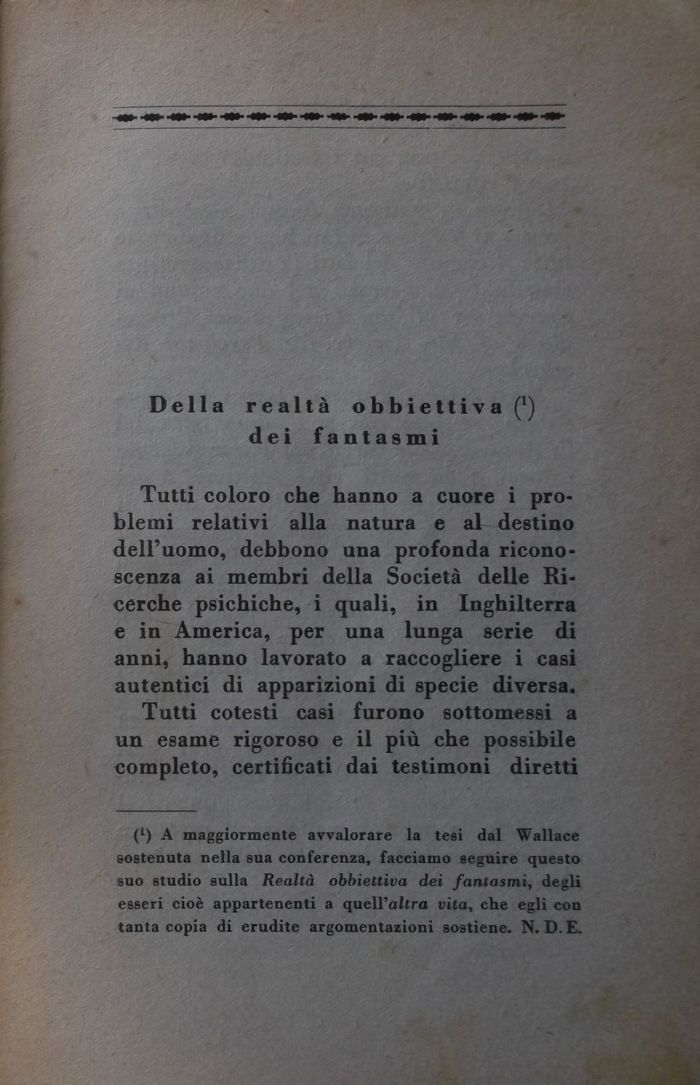 Della realtà obbiettiva (¹)
dei fantasmi
Tutti coloro che hanno a cuore i pro-
blemi relativi alla natura e al destino
dell'uomo, debbono una profonda ricono-
scenza ai membri della Società delle Ri-
cerche psichiche, i quali, in Inghilterra
e in America, per una lunga serie di
anni, hanno lavorato a raccogliere i casi
autentici di apparizioni di specie diversa.
Tutti cotesti casi furono sottomessi a
un esame rigoroso e il più che possibile
completo, certificati dai testimoni diretti
(¹) A maggiormente avvalorare la tesi dal Wallace
sostenuta nella sua conferenza, facciamo seguire questo
suo studio sulla Realtà obbiettiva dei fantasmi, degli
esseri cioè appartenenti a quell'altra vita, che egli con
tanta copia di erudite argomentazioni sostiene. N. D. E.